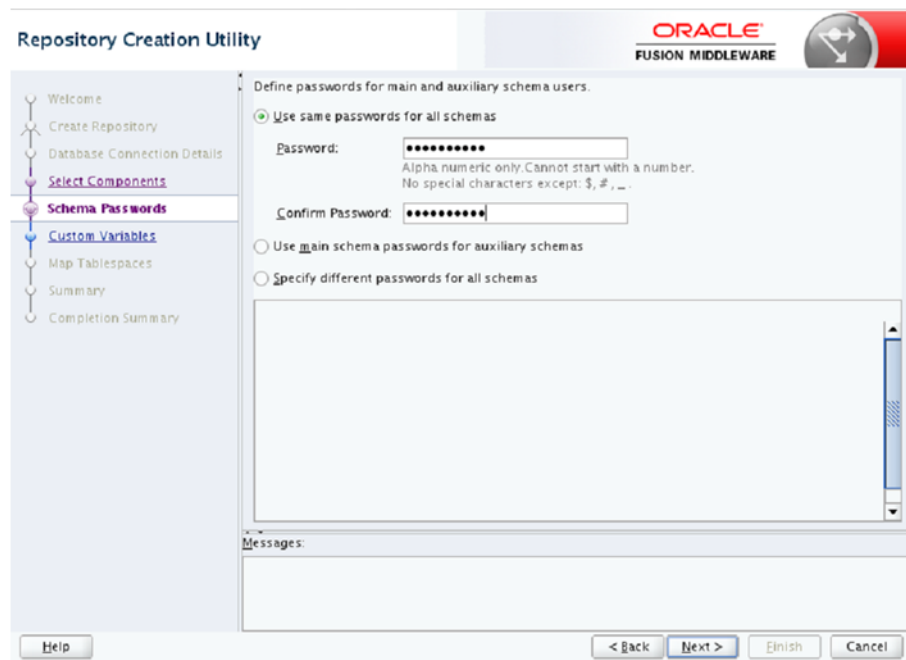 Repository Creation Utility
ORACLE
FUSION MIDDLEWARE
Welcome
Create Repository
Database Connection Details
Select Components
Schema Passwords
Custom Variables
Map Tablespaces
Summary
Completion Summary
Define passwords for main and auxiliary schema users.
Use same passwords for all schemas
Password: ••••••••••
Alpha numeric only.Cannot start with a number.
No special characters except: $, #, _ .
Confirm Password: ••••••••••
Use main schema passwords for auxiliary schemas
Specify different passwords for all schemas
Messages:
Help
< Back
Next >
Finish
Cancel